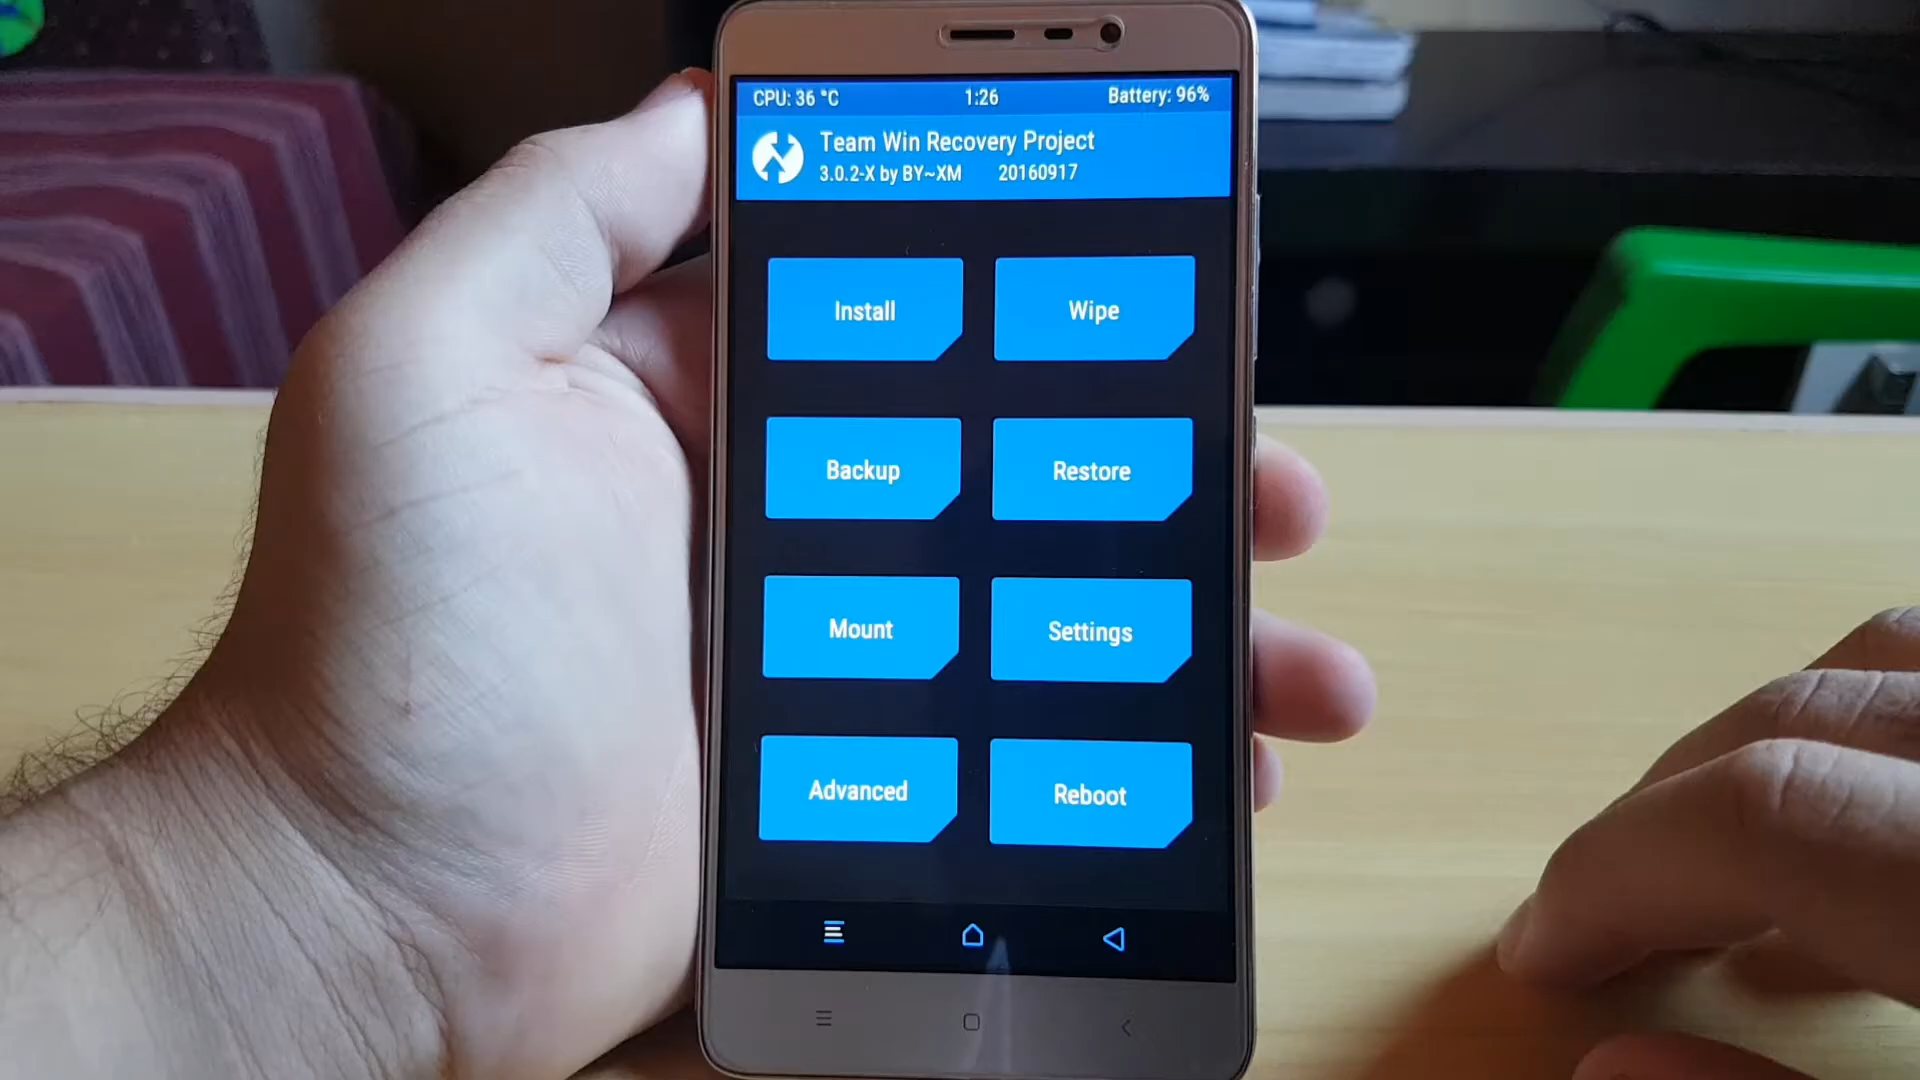 CPU: 36 °C 1:26 Battery: 96%
Team Win Recovery Project
3.0.2-X by BY~XM 20160917
Install Wipe
Backup Restore
Mount Settings
Advanced Reboot